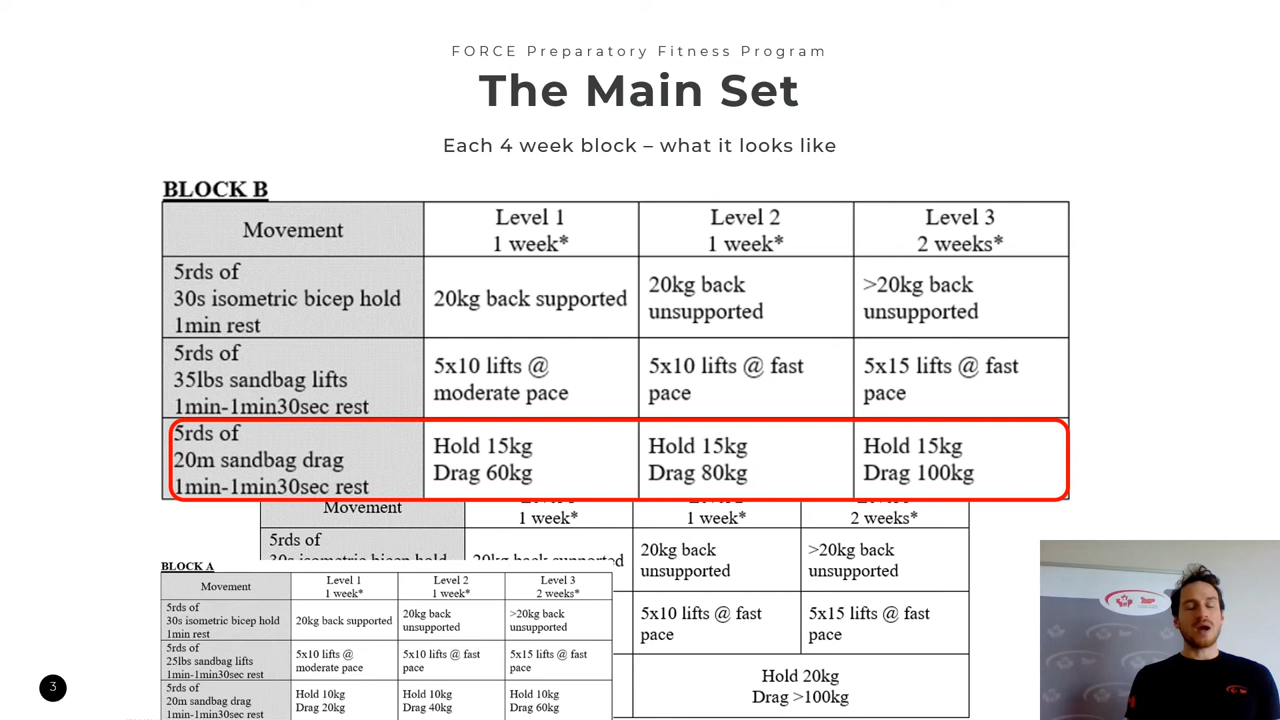 FORCE Preparatory Fitness Program
The Main Set
Each 4 week block – what it looks like
BLOCK B
Movement
Level 1
1 week*
Level 2
1 week*
Level 3
2 weeks*
5rds of
30s isometric bicep hold
1min rest
20kg back supported
20kg back
unsupported
>20kg back
unsupported
5rds of
35lbs sandbag lifts
1min-1min30sec rest
5x10 lifts @
moderate pace
5x10 lifts @ fast
pace
5x15 lifts @ fast
pace
5rds of
20m sandbag drag
1min-1min30sec rest
Hold 15kg
Drag 60kg
Hold 15kg
Drag 80kg
Hold 15kg
Drag 100kg
Movement
1 week*
1 week*
2 weeks*
5rds of
30s isometric bicep hold
20kg back supported
20kg back
unsupported
>20kg back
unsupported
5x10 lifts @ fast
pace
5x15 lifts @ fast
pace
Hold 20kg
Drag >100kg
BLOCK A
Movement
Level 1
1 week*
Level 2
1 week*
Level 3
2 weeks*
5rds of
30s isometric bicep hold
1min rest
20kg back supported
20kg back
unsupported
>20kg back
unsupported
5rds of
25lbs sandbag lifts
1min-1min30sec rest
5x10 lifts @
moderate pace
5x10 lifts @ fast
pace
5x15 lifts @ fast
pace
5rds of
20m sandbag drag
1min-1min30sec rest
Hold 10kg
Drag 20kg
Hold 10kg
Drag 40kg
Hold 10kg
Drag 60kg
3